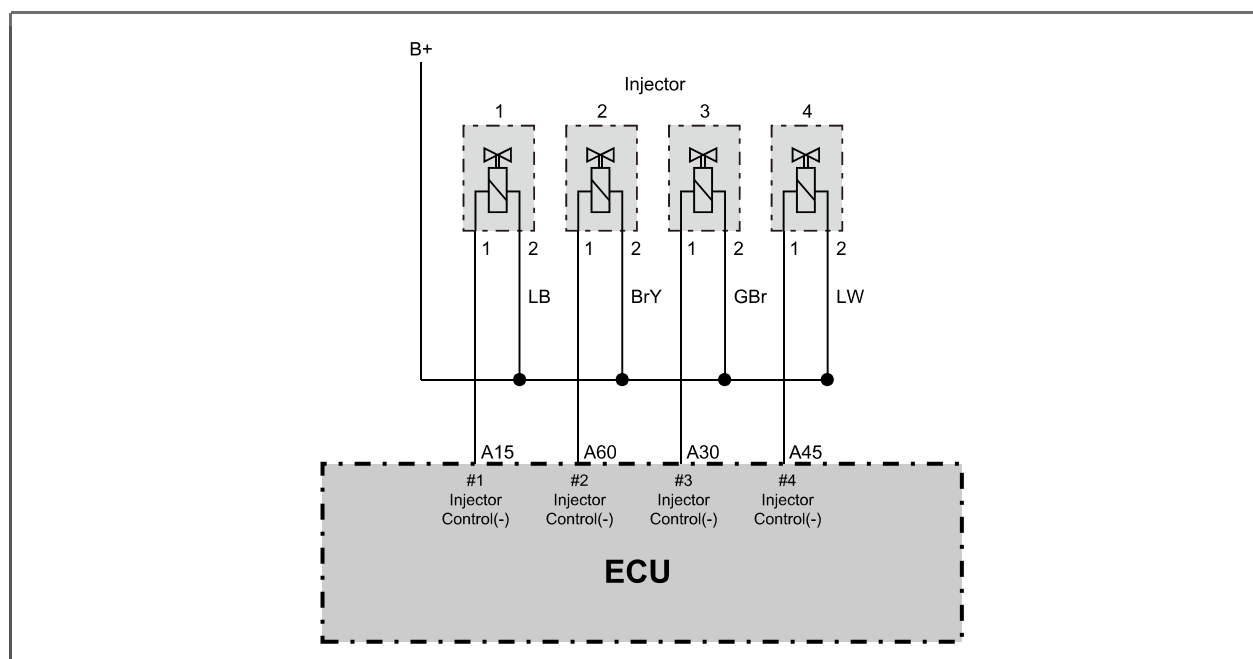 B+
Injector
1 2 3 4
1 2 1 2 1 2 1 2
LB BrY GBr LW
A15 A60 A30 A45
#1 #2 #3 #4
Injector Injector Injector Injector
Control(-) Control(-) Control(-) Control(-)
ECU